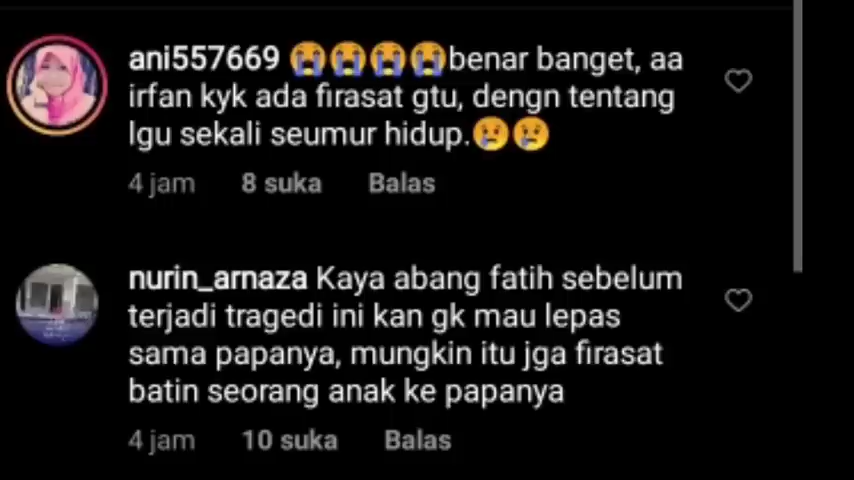 ani557669 😭😭😭😭benar banget, aa
irfan kyk ada firasat gtu, dengn tentang
lgu sekali seumur hidup.😢😢
4 jam 8 suka Balas
nurin_arnaza Kaya abang fatih sebelum
terjadi tragedi ini kan gk mau lepas
sama papanya, mungkin itu jga firasat
batin seorang anak ke papanya
4 jam 10 suka Balas